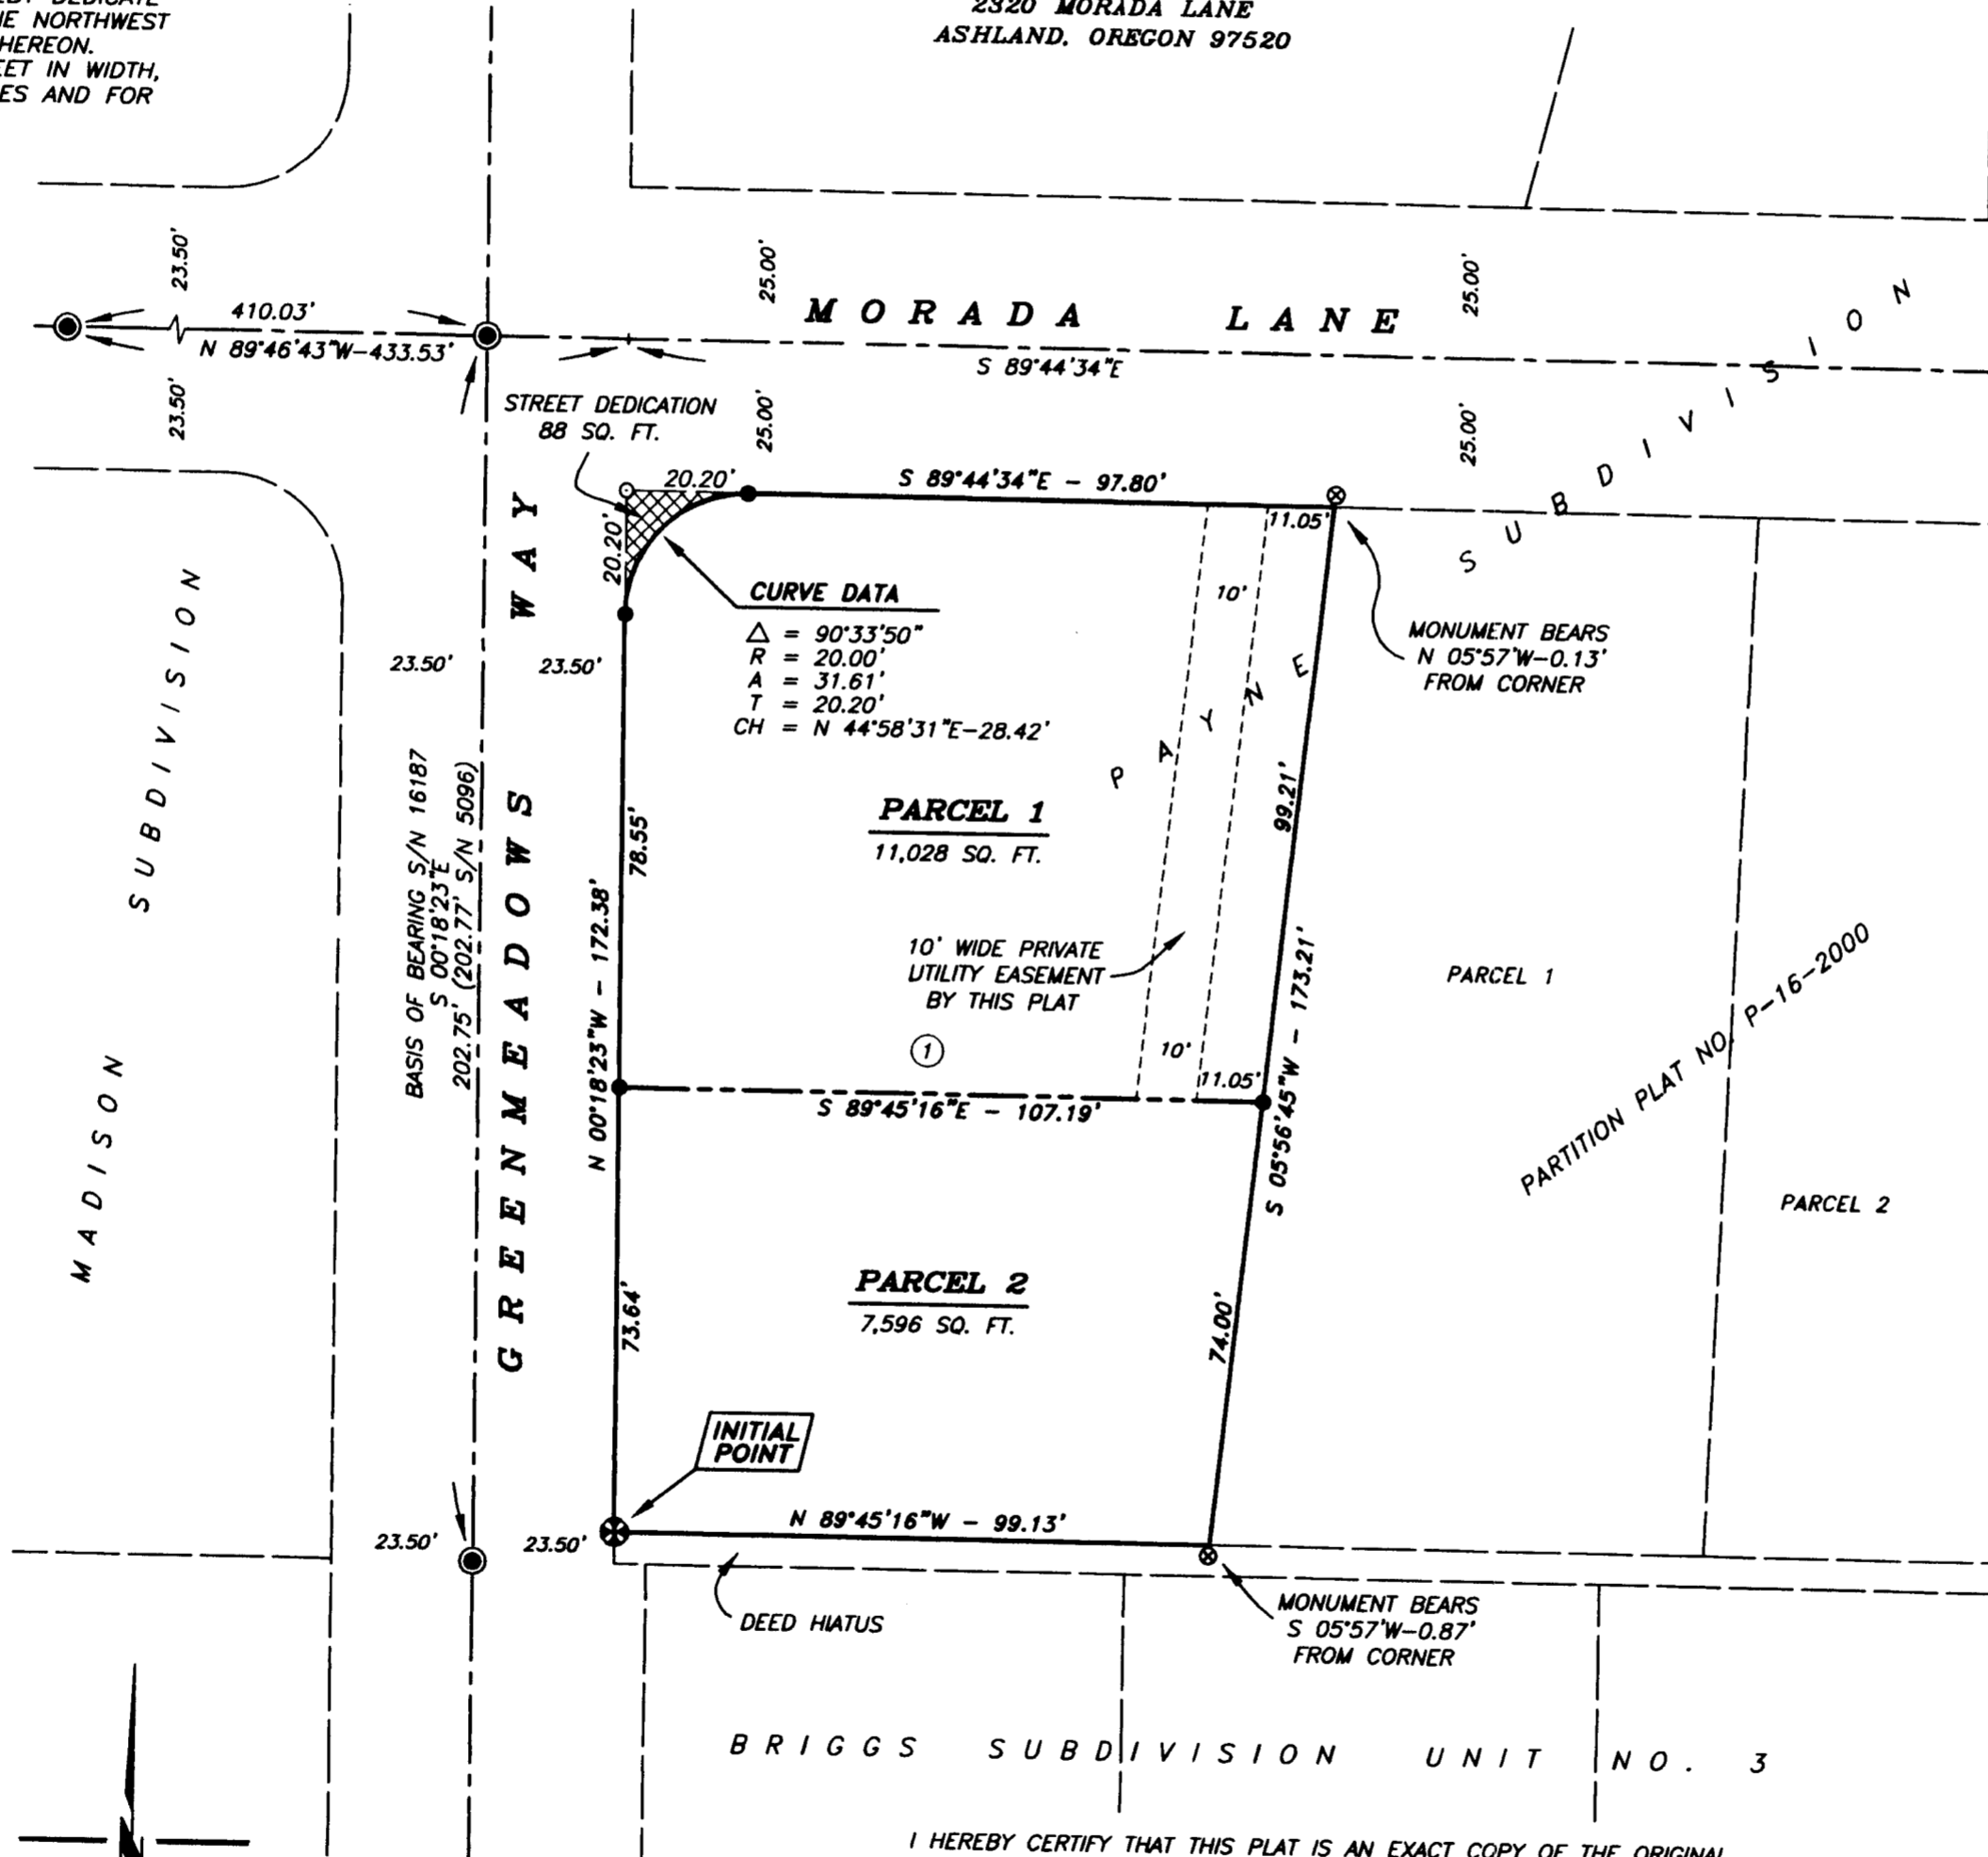 E NORTHWEST
HEREON.
EET IN WIDTH,
ES AND FOR
2320 MORADA LANE
ASHLAND, OREGON 97520
23.50'
410.03'
N 89°46'43"W-433.53'
23.50'
25.00'
25.00'
MORADA LANE
S 89°44'34"E
25.00'
25.00'
STREET DEDICATION
88 SQ. FT.
20.20'
20.20'
S 89°44'34"E - 97.80'
11.05'
10'
CURVE DATA
Δ = 90°33'50"
R = 20.00'
A = 31.61'
T = 20.20'
CH = N 44°58'31"E-28.42'
MONUMENT BEARS
N 05°57'W-0.13'
FROM CORNER
PAYNE SUBDIVISION
23.50'
23.50'
MADISON SUBDIVISION
BASIS OF BEARING S/N 16187
S 00°18'23"E
202.75' (202.77' S/N 5096)
GREENMEADOWS WAY
N 00°18'23"W - 172.38'
78.55'
PARCEL 1
11,028 SQ. FT.
99.21'
10' WIDE PRIVATE
UTILITY EASEMENT
BY THIS PLAT
1
10'
11.05'
S 89°45'16"E - 107.19'
S 05°56'45"W - 173.21'
PARCEL 1
PARTITION PLAT NO. P-16-2000
PARCEL 2
PARCEL 2
7,596 SQ. FT.
73.64'
74.00'
INITIAL
POINT
N 89°45'16"W - 99.13'
23.50'
23.50'
DEED HIATUS
MONUMENT BEARS
S 05°57'W-0.87'
FROM CORNER
BRIGGS SUBDIVISION UNIT NO. 3
N
I HEREBY CERTIFY THAT THIS PLAT IS AN EXACT COPY OF THE ORIGINAL